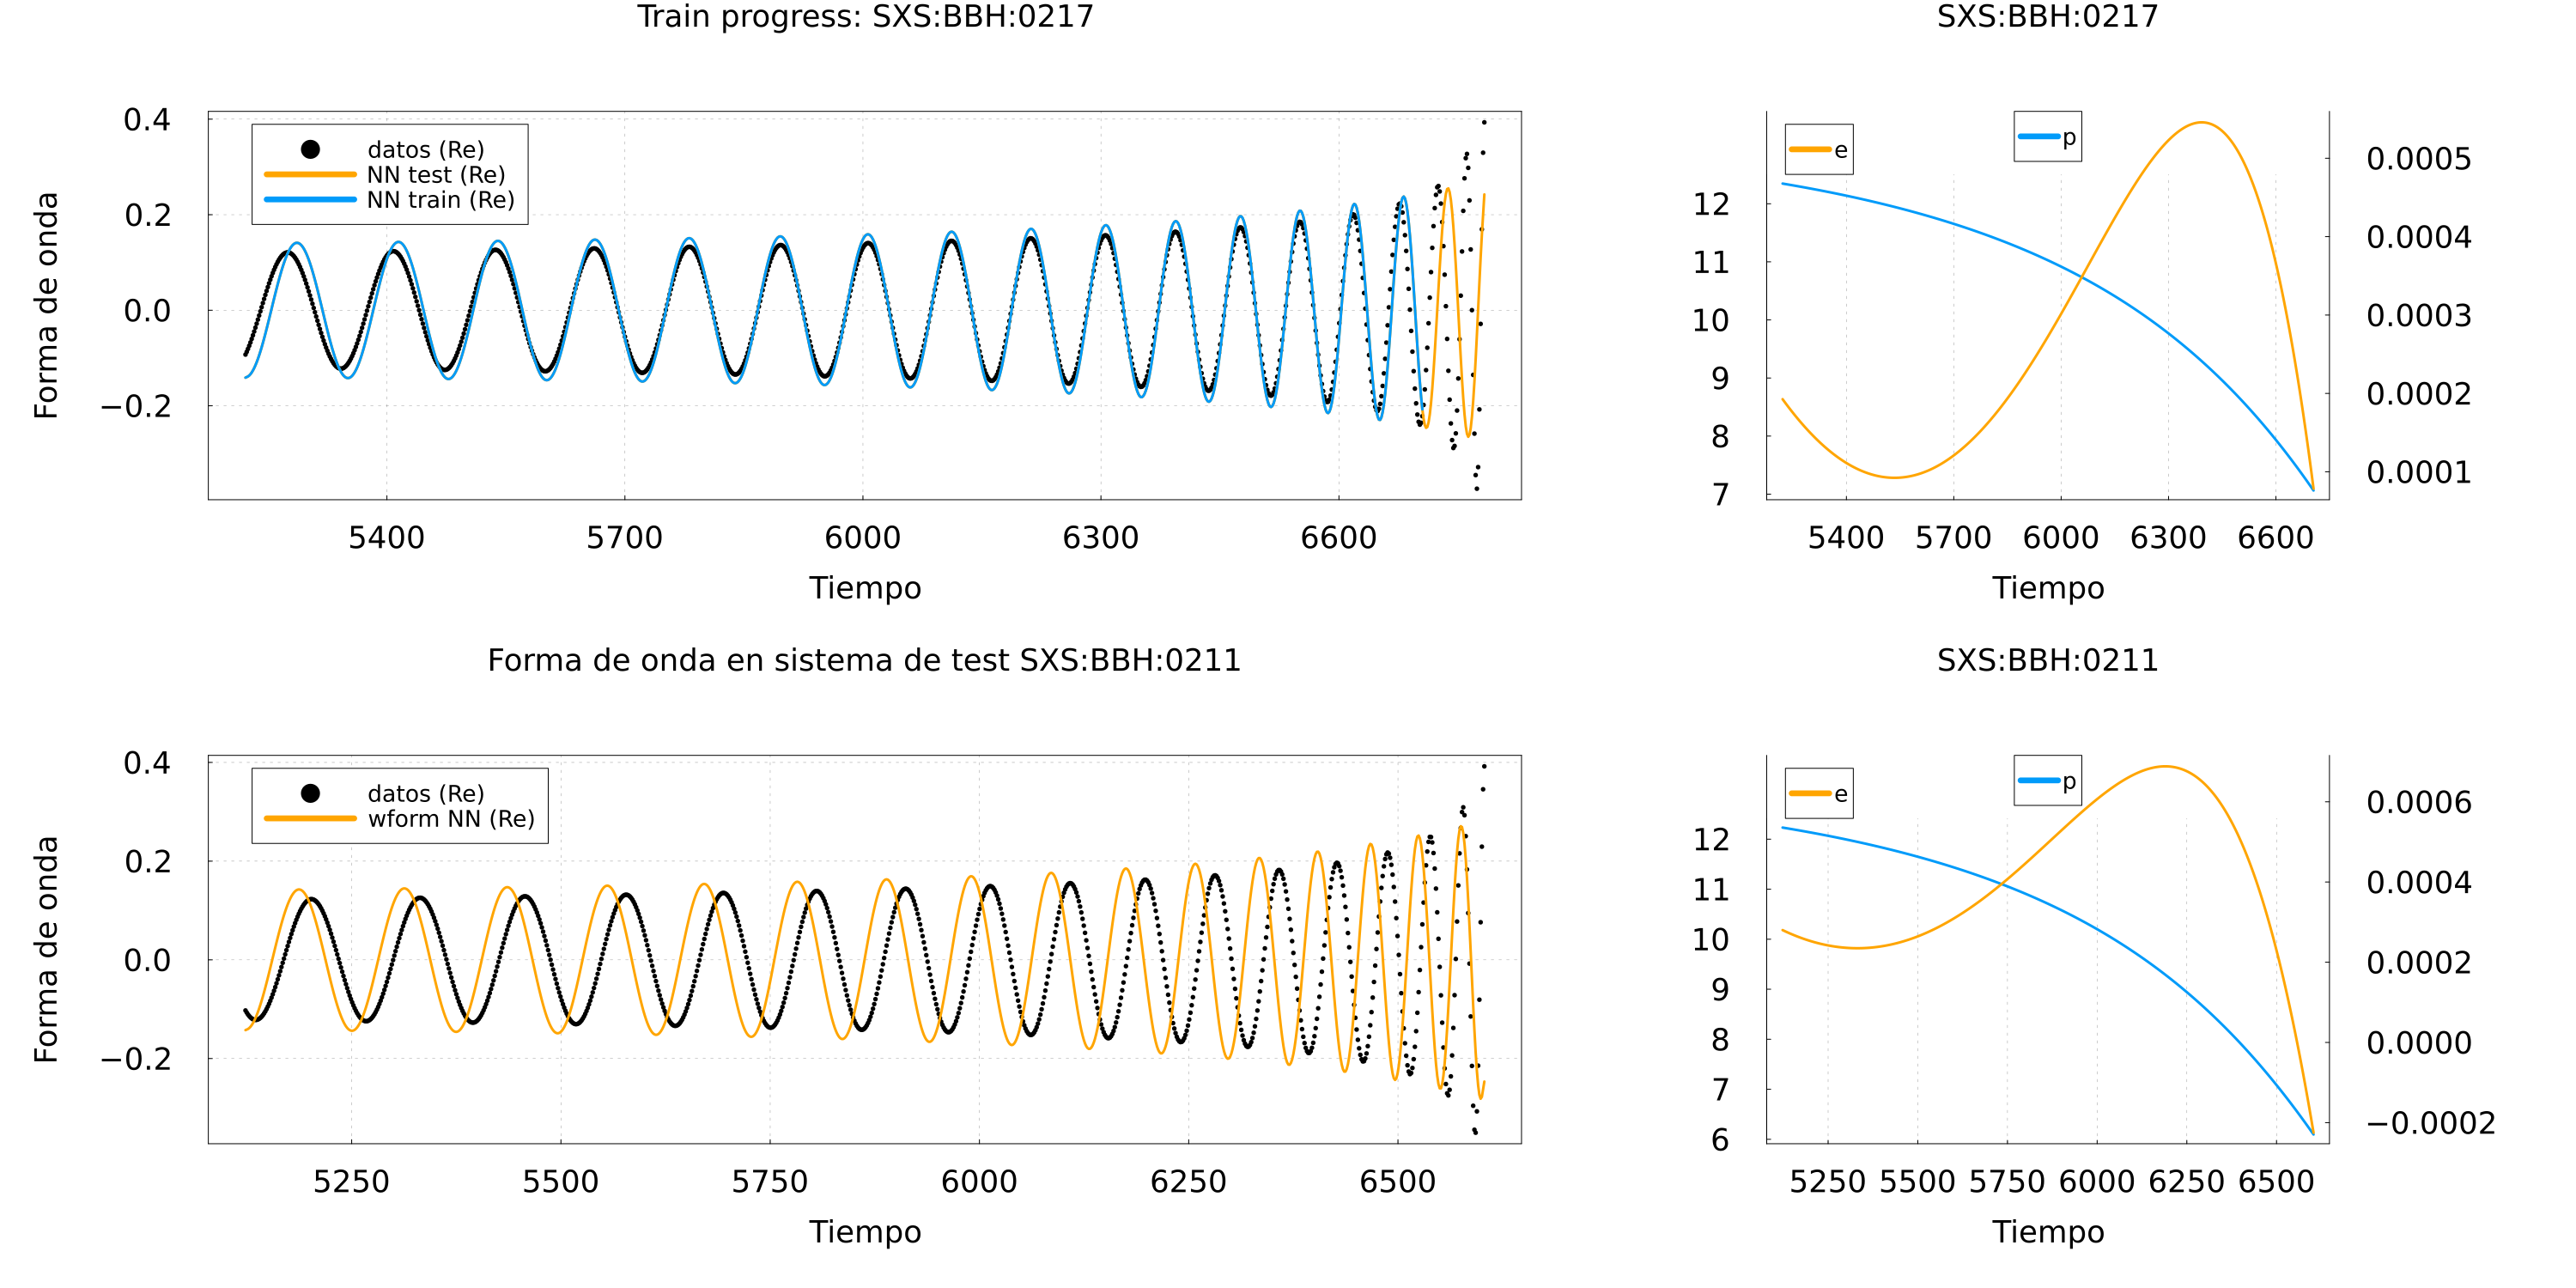 Train progress: SXS:BBH:0217
Forma de onda
0.4
0.2
0.0
−0.2
datos (Re)
NN test (Re)
NN train (Re)
5400 5700 6000 6300 6600
Tiempo
SXS:BBH:0217
12
11
10
9
8
7
e
p
0.0005
0.0004
0.0003
0.0002
0.0001
5400 5700 6000 6300 6600
Tiempo
Forma de onda en sistema de test SXS:BBH:0211
Forma de onda
0.4
0.2
0.0
−0.2
datos (Re)
wform NN (Re)
5250 5500 5750 6000 6250 6500
Tiempo
SXS:BBH:0211
12
11
10
9
8
7
6
e
p
0.0006
0.0004
0.0002
0.0000
−0.0002
5250 5500 5750 6000 6250 6500
Tiempo